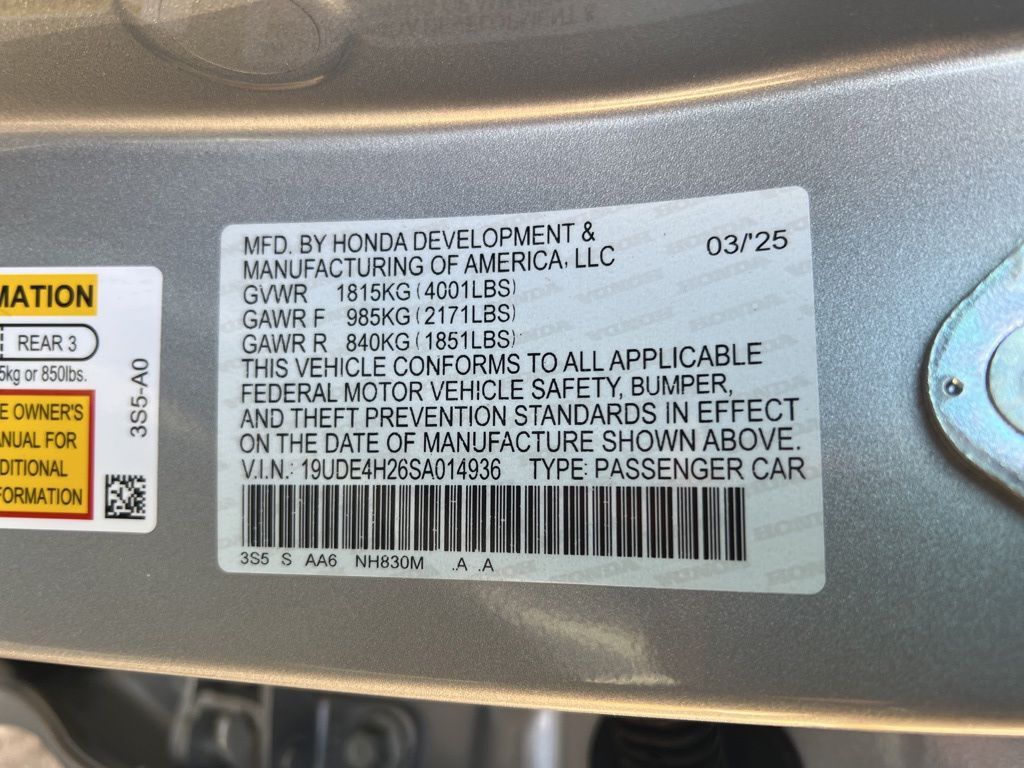 MATION
REAR 3
5kg or 850lbs.
E OWNER'S
ANUAL FOR
DITIONAL
FORMATION
3S5-A0
MFD. BY HONDA DEVELOPMENT &
MANUFACTURING OF AMERICA, LLC
03/'25
GVWR 1815KG (4001LBS)
GAWR F 985KG (2171LBS)
GAWR R 840KG (1851LBS)
THIS VEHICLE CONFORMS TO ALL APPLICABLE
FEDERAL MOTOR VEHICLE SAFETY, BUMPER,
AND THEFT PREVENTION STANDARDS IN EFFECT
ON THE DATE OF MANUFACTURE SHOWN ABOVE.
V.I.N.: 19UDE4H26SA014936 TYPE: PASSENGER CAR
3S5 S AA6 NH830M .A .A